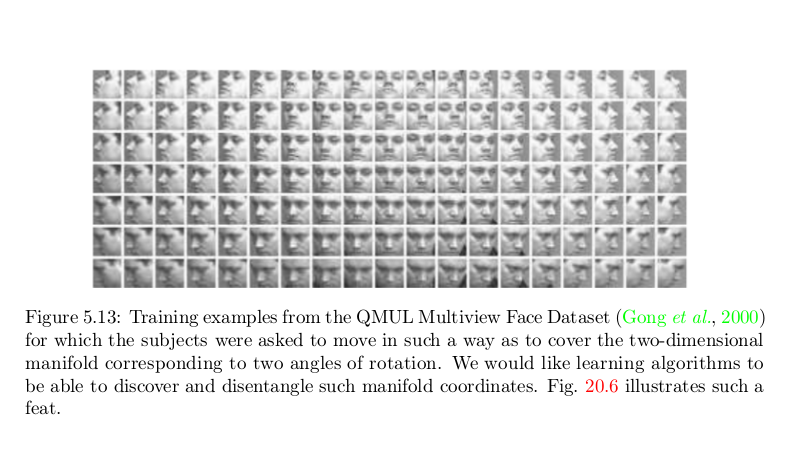 Figure 5.13: Training examples from the QMUL Multiview Face Dataset (Gong et al., 2000)
for which the subjects were asked to move in such a way as to cover the two-dimensional
manifold corresponding to two angles of rotation. We would like learning algorithms to
be able to discover and disentangle such manifold coordinates. Fig. 20.6 illustrates such a
feat.